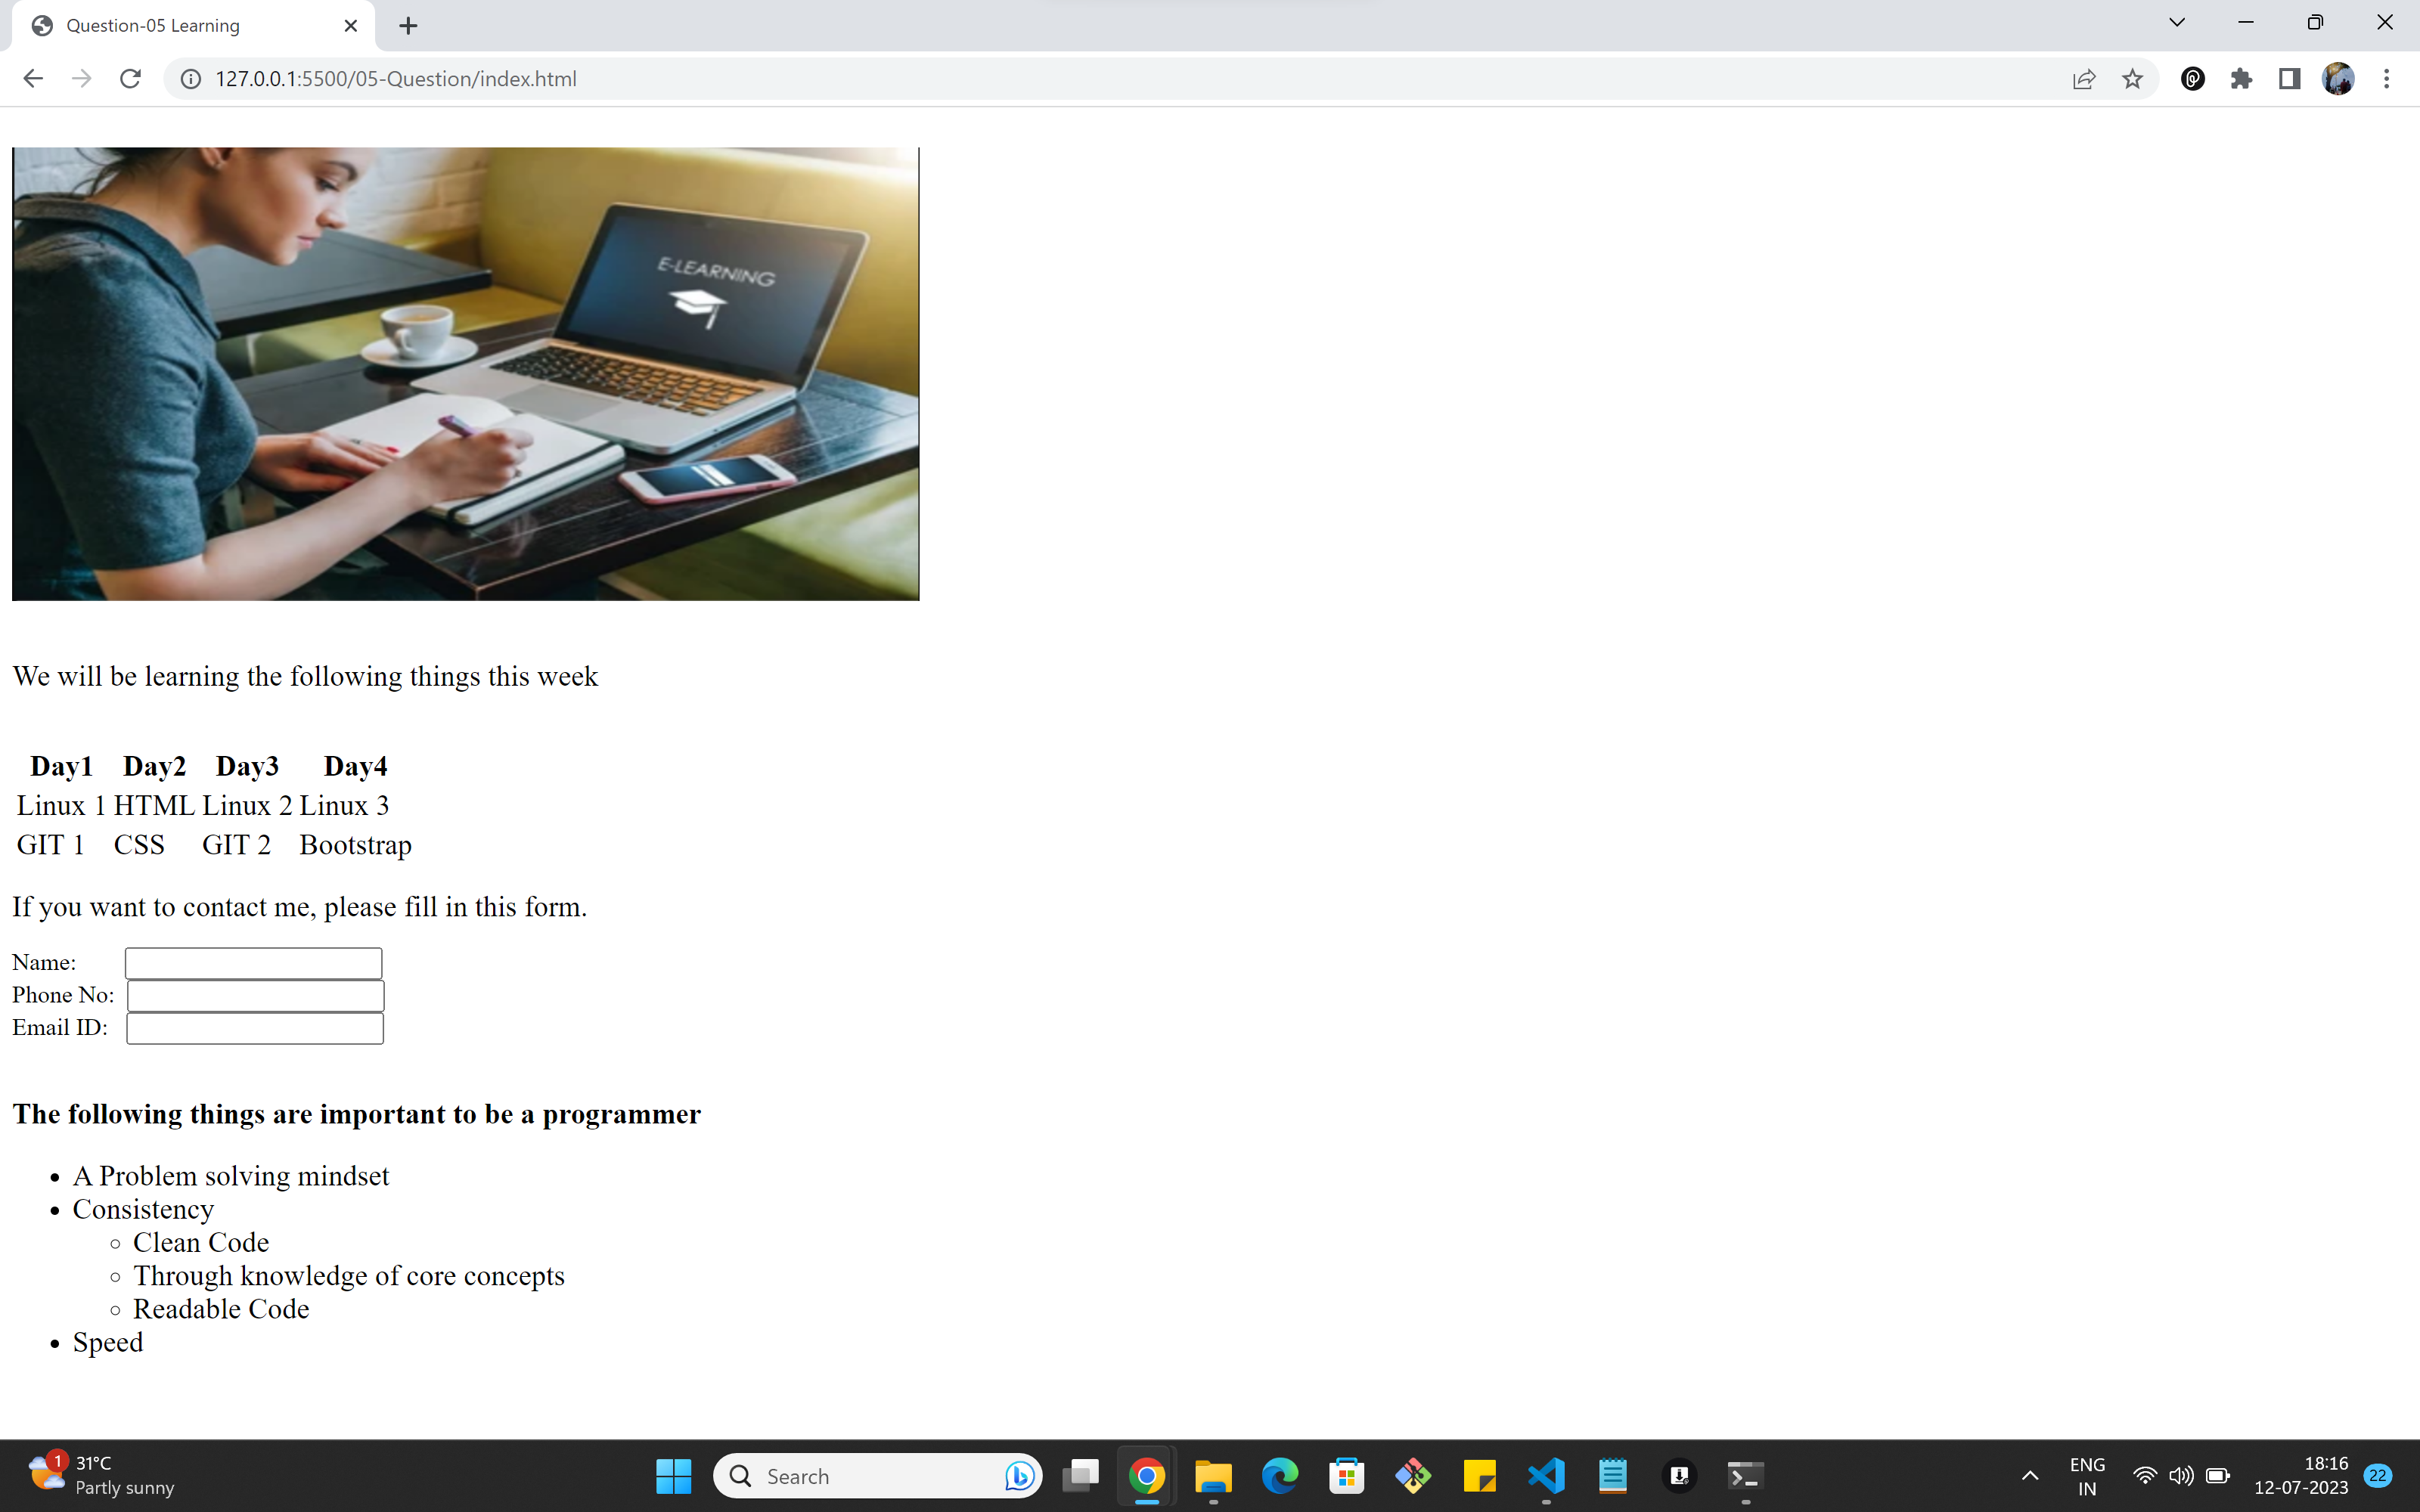 Question-05 Learning
127.0.0.1:5500/05-Question/index.html
E-LEARNING
We will be learning the following things this week
Day1 Day2 Day3 Day4
Linux 1 HTML Linux 2 Linux 3
GIT 1 CSS GIT 2 Bootstrap
If you want to contact me, please fill in this form.
Name:
Phone No:
Email ID:
The following things are important to be a programmer
A Problem solving mindset
Consistency
Clean Code
Through knowledge of core concepts
Readable Code
Speed
1
31°C
Partly sunny
Search
ENG
IN
18:16
12-07-2023
22